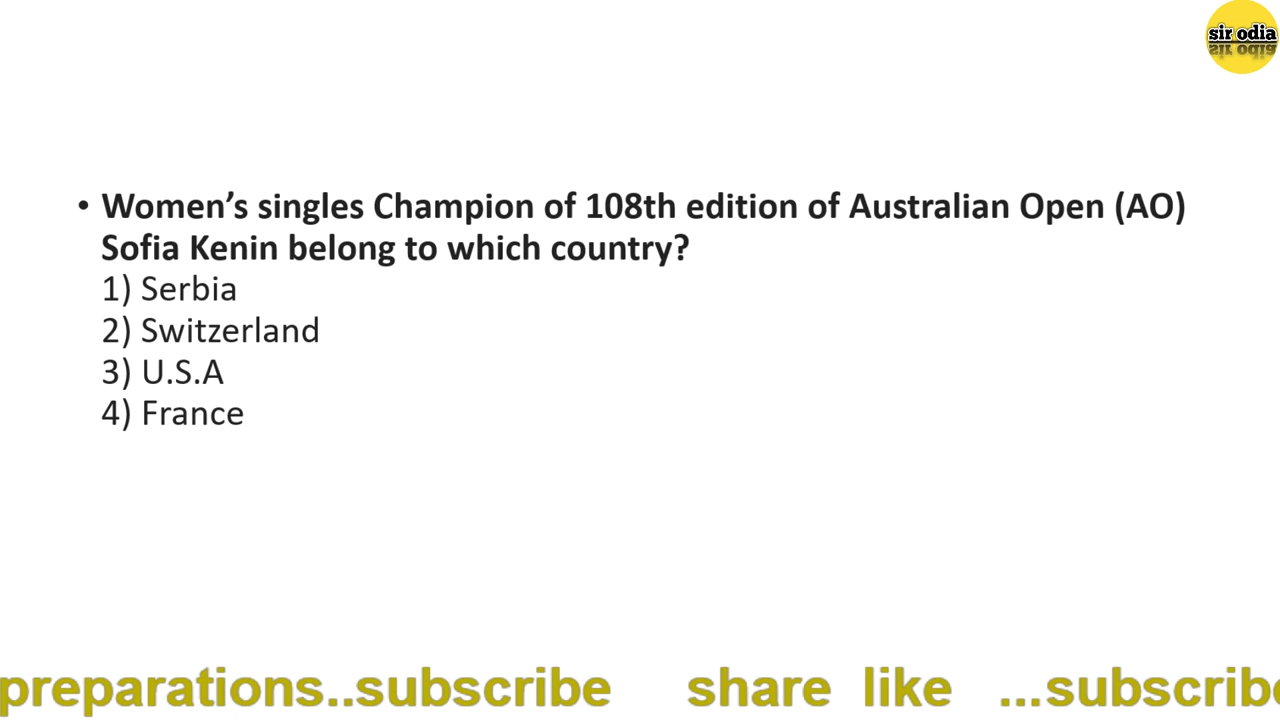 sir odia
• Women’s singles Champion of 108th edition of Australian Open (AO)
Sofia Kenin belong to which country?
1) Serbia
2) Switzerland
3) U.S.A
4) France
preparations..subscribe share like ...subscribe